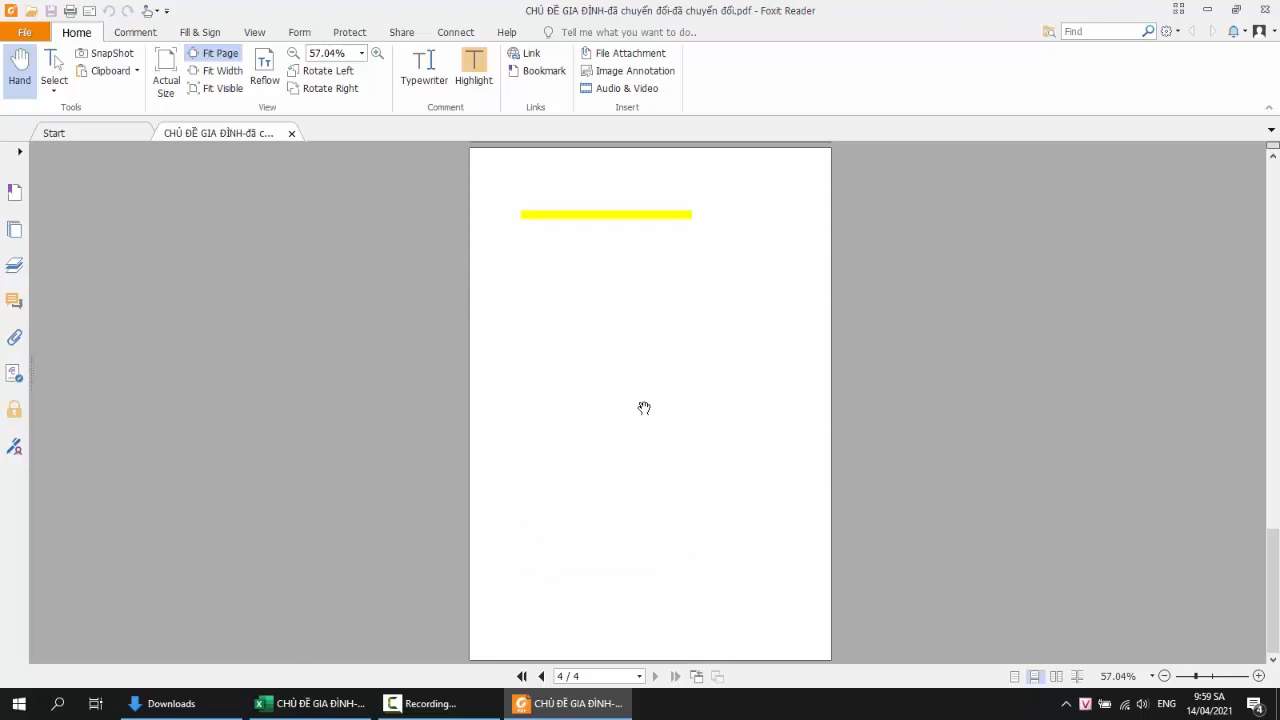 CHỦ ĐỀ GIA ĐÌNH-đã chuyển đổi-đã chuyển đổi.pdf - Foxit Reader
File
Home
Comment
Fill & Sign
View
Form
Protect
Share
Connect
Help
Tell me what you want to do..
Find
Hand
Select
SnapShot
Clipboard
Tools
Actual Size
Fit Page
Fit Width
Fit Visible
Reflow
57.04%
Rotate Left
Rotate Right
View
Typewriter
Highlight
Comment
Link
Bookmark
Links
File Attachment
Image Annotation
Audio & Video
Insert
Start
CHỦ ĐỀ GIA ĐÌNH-đã c...
4 / 4
57.04%
Downloads
CHỦ ĐỀ GIA ĐÌNH-...
Recording...
CHỦ ĐỀ GIA ĐÌNH-...
ENG
9:59 SA
14/04/2021
4